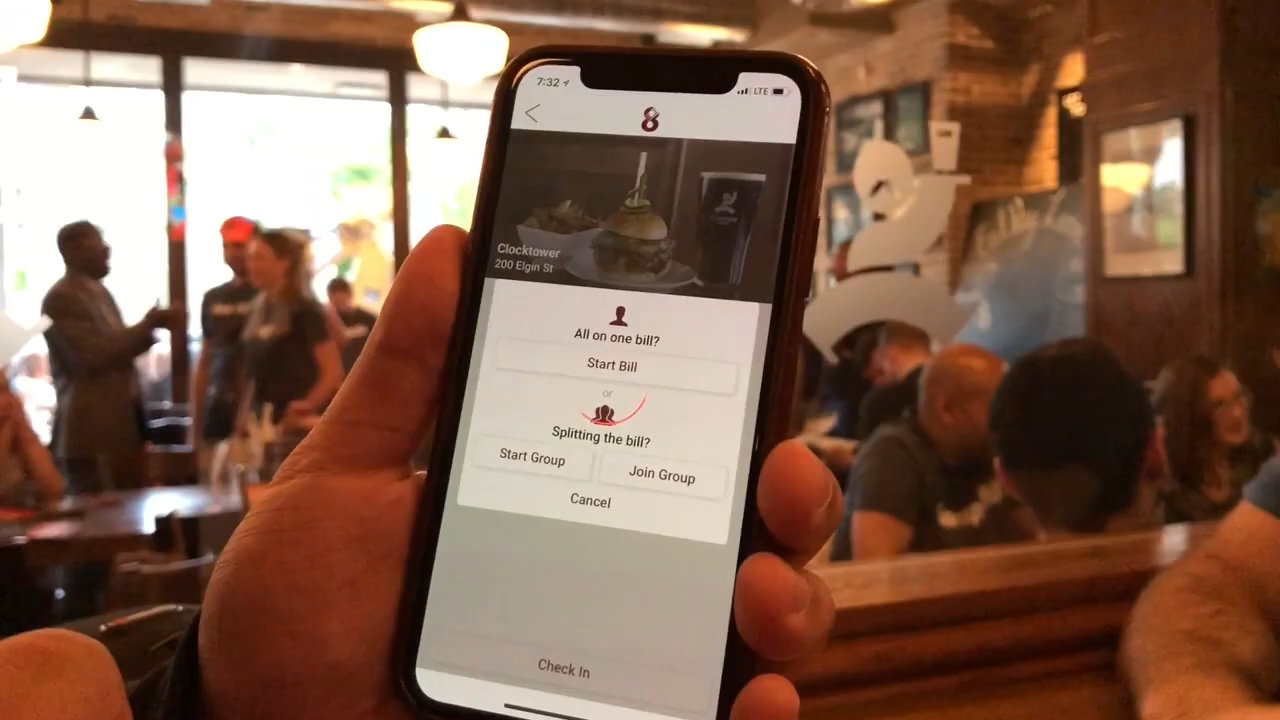 7:32
LTE
8
Clocktower
200 Elgin St
All on one bill?
Start Bill
or
Splitting the bill?
Start Group
Join Group
Cancel
Check In